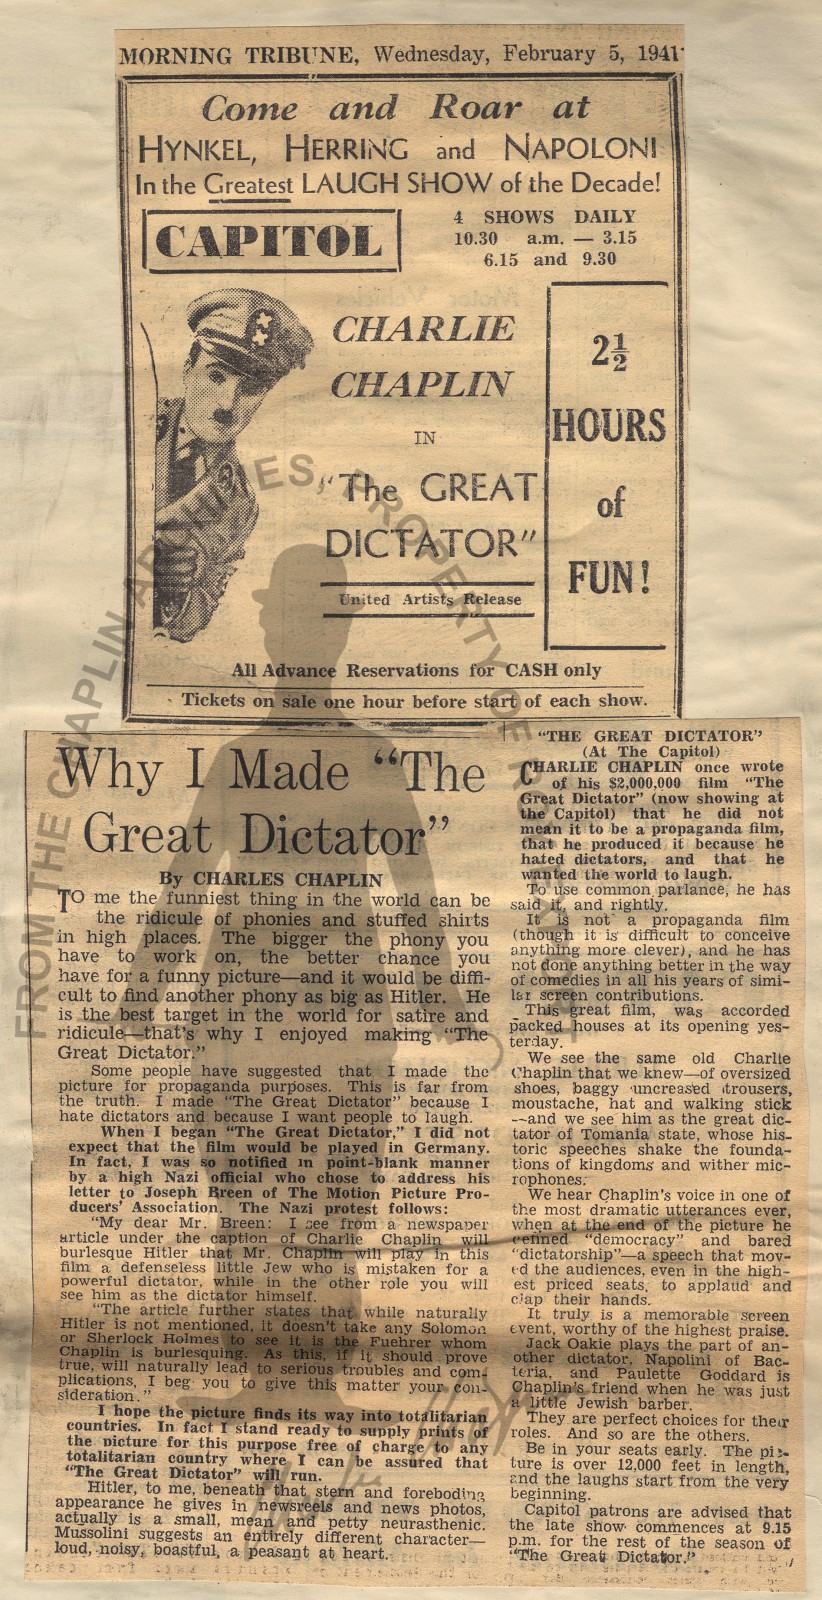 MORNING TRIBUNE, Wednesday, February 5, 1941
Come and Roar at
HYNKEL, HERRING and NAPOLONI
In the Greatest LAUGH SHOW of the Decade!
CAPITOL
4 SHOWS DAILY
10.30 a.m. — 3.15
6.15 and 9.30
CHARLIE
CHAPLIN
IN
"The GREAT
DICTATOR"
United Artists Release
2½
HOURS
of
FUN!
All Advance Reservations for CASH only
Tickets on sale one hour before start of each show.
Why I Made "The
Great Dictator"
By CHARLES CHAPLIN
TO me the funniest thing in the world can be
the ridicule of phonies and stuffed shirts
in high places. The bigger the phony you
have to work on, the better chance you
have for a funny picture—and it would be diffi-
cult to find another phony as big as Hitler. He
is the best target in the world for satire and
ridicule—that's why I enjoyed making "The
Great Dictator."
Some people have suggested that I made the
picture for propaganda purposes. This is far from
the truth. I made "The Great Dictator" because I
hate dictators and because I want people to laugh.
When I began "The Great Dictator," I did not
expect that the film would be played in Germany.
In fact, I was so notified in point-blank manner
by a high Nazi official who chose to address his
letter to Joseph Breen of The Motion Picture Pro-
ducers' Association. The Nazi protest follows:
"My dear Mr. Breen: I see from a newspaper
article under the caption of Charlie Chaplin will
burlesque Hitler that Mr. Chaplin will play in this
film a defenseless little Jew who is mistaken for a
powerful dictator, while in the other role you will
see him as the dictator himself.
"The article further states that while naturally
Hitler is not mentioned, it doesn't take any Solomon
or Sherlock Holmes to see it is the Fuehrer whom
Chaplin is burlesquing. As this, if it should prove
true, will naturally lead to serious troubles and com-
plications, I beg you to give this matter your con-
sideration."
I hope the picture finds its way into totalitarian
countries. In fact I stand ready to supply prints of
the picture for this purpose free of charge to any
totalitarian country where I can be assured that
"The Great Dictator" will run.
Hitler, to me, beneath that stern and foreboding
appearance he gives in newsreels and news photos,
actually is a small, mean and petty neurasthenic.
Mussolini suggests an entirely different character—
loud, noisy, boastful, a peasant at heart.
"THE GREAT DICTATOR"
(At The Capitol)
CHARLIE CHAPLIN once wrote
of his $2,000,000 film "The
Great Dictator" (now showing at
the Capitol) that he did not
mean it to be a propaganda film,
that he produced it because he
hated dictators, and that he
wanted the world to laugh.
To use common parlance, he has
said it, and rightly.
It is not a propaganda film
(though it is difficult to conceive
anything more clever), and he has
not done anything better in the way
of comedies in all his years of simi-
lar screen contributions.
This great film, was accorded
packed houses at its opening yes-
terday.
We see the same old Charlie
Chaplin that we knew—of oversized
shoes, baggy uncreased trousers,
moustache, hat and walking stick
--and we see him as the great dic-
tator of Tomania state, whose his-
toric speeches shake the founda-
tions of kingdoms and wither mic-
rophones.
We hear Chaplin's voice in one of
the most dramatic utterances ever,
when at the end of the picture he
defined "democracy" and bared
"dictatorship"—a speech that mov-
ed the audiences, even in the high-
est priced seats, to applaud and
clap their hands.
It truly is a memorable screen
event, worthy of the highest praise.
Jack Oakie plays the part of an-
other dictator, Napolini of Bac-
teria, and Paulette Goddard is
Chaplin's friend when he was just
a little Jewish barber.
They are perfect choices for their
roles. And so are the others.
Be in your seats early. The pic-
ture is over 12,000 feet in length,
and the laughs start from the very
beginning.
Capitol patrons are advised that
the late show commences at 9.15
p.m. for the rest of the season of
"The Great Dictator."
FROM THE CHAPLIN ARCHIVES, PROPERTY OF ROY EXPORT